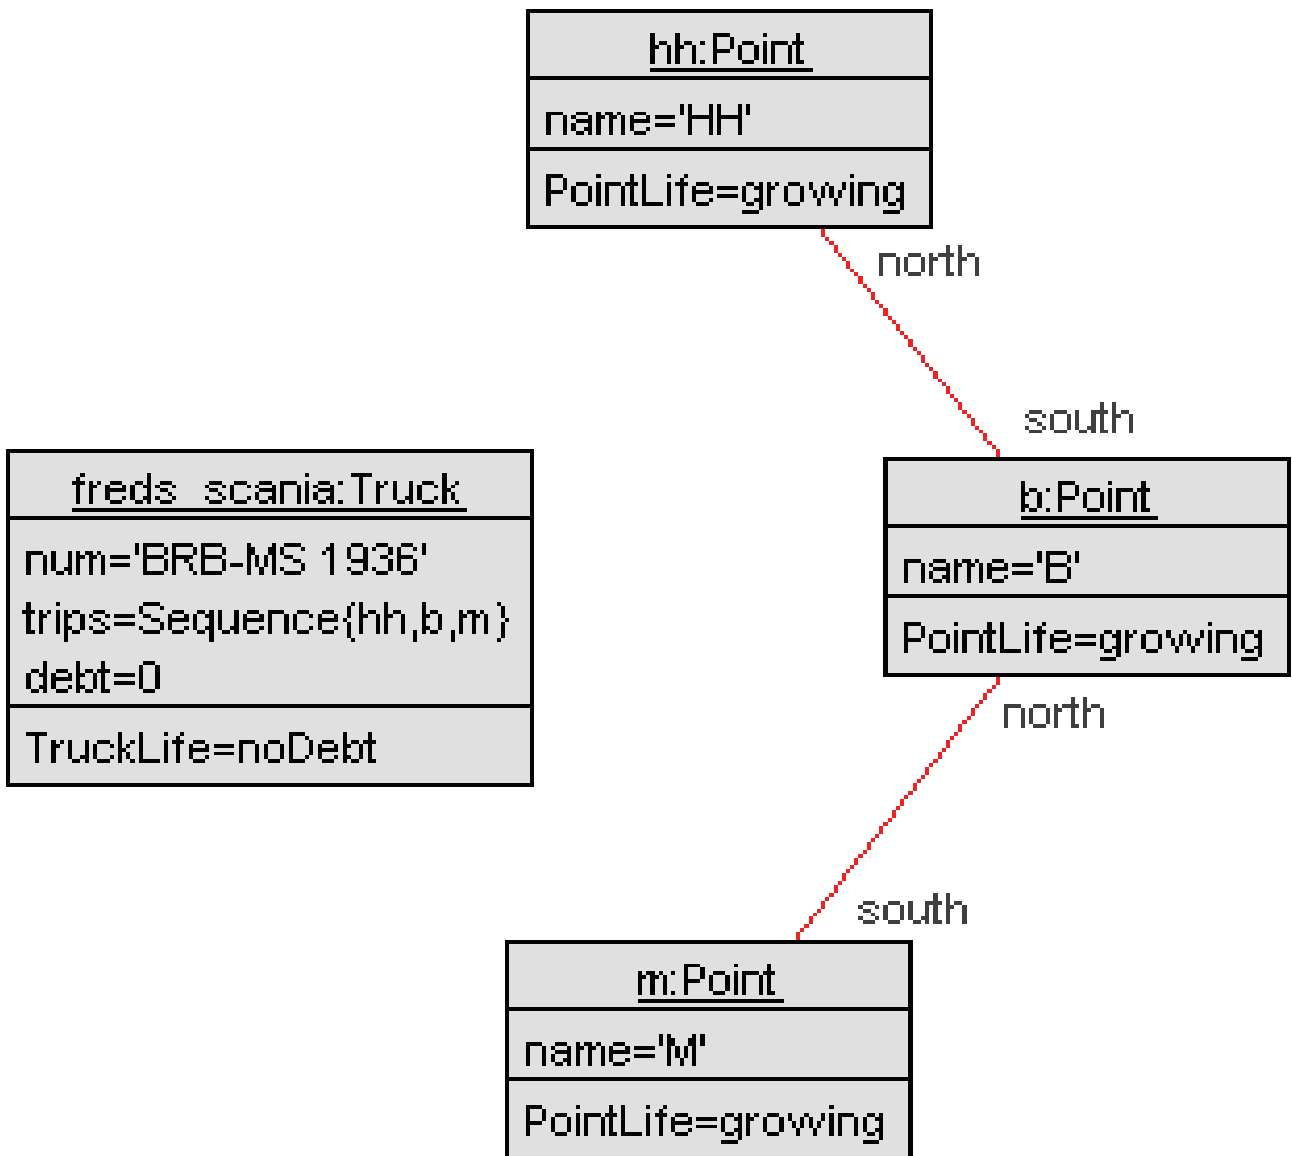 hh:Point
name='HH'
PointLife=growing
north
south
freds_scania:Truck
num='BRB-MS 1936'
trips=Sequence{hh,b,m}
debt=0
TruckLife=noDebt
b:Point
name='B'
PointLife=growing
north
south
m:Point
name='M'
PointLife=growing